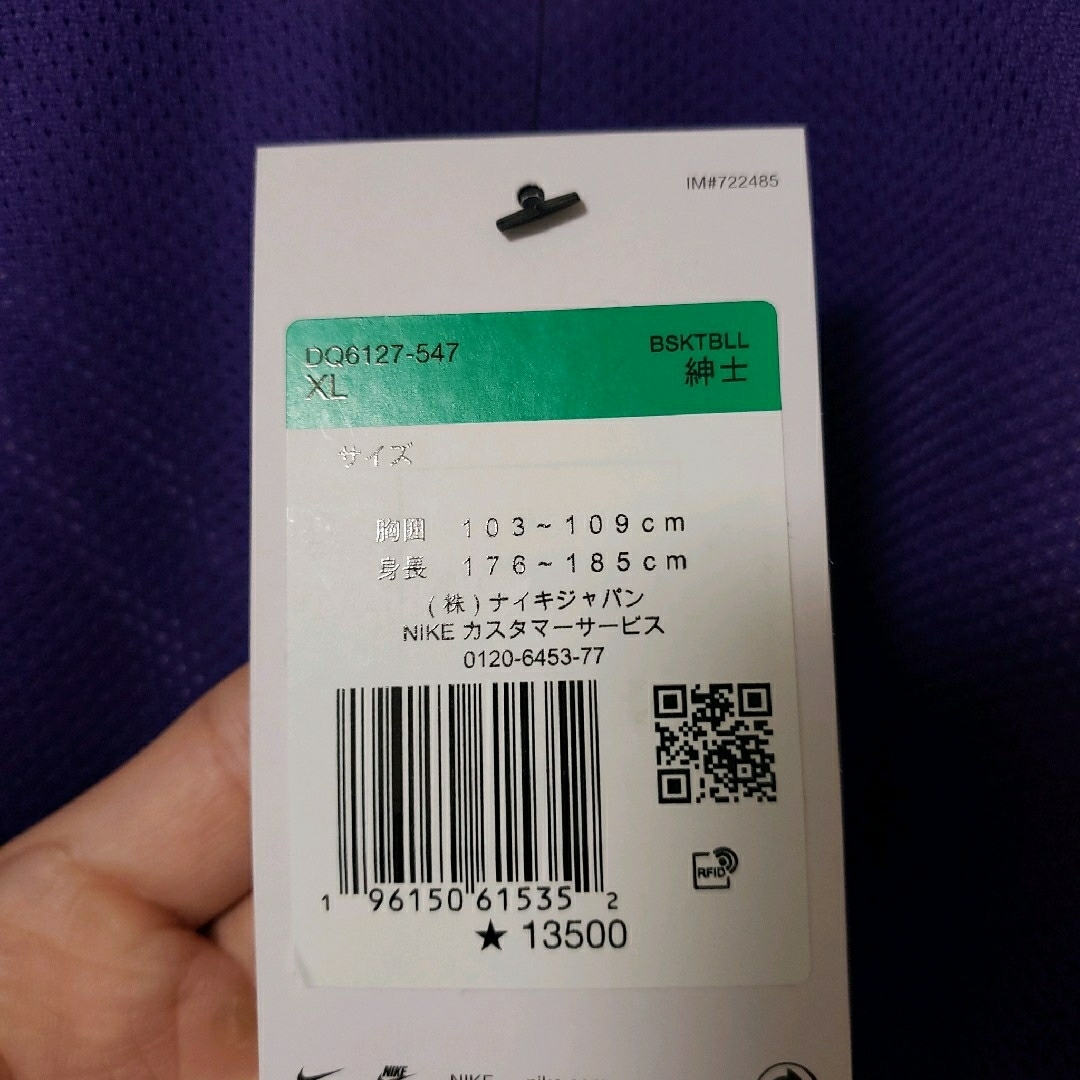 IM#722485
DQ6127-547
BSKTBLL
XL
紳士
サイズ
胸囲 103~109cm
身長 176~185cm
(株)ナイキジャパン
NIKE カスタマーサービス
0120-6453-77
RFID
1 96150 61535 2
★ 13500
NIKE
NIKE